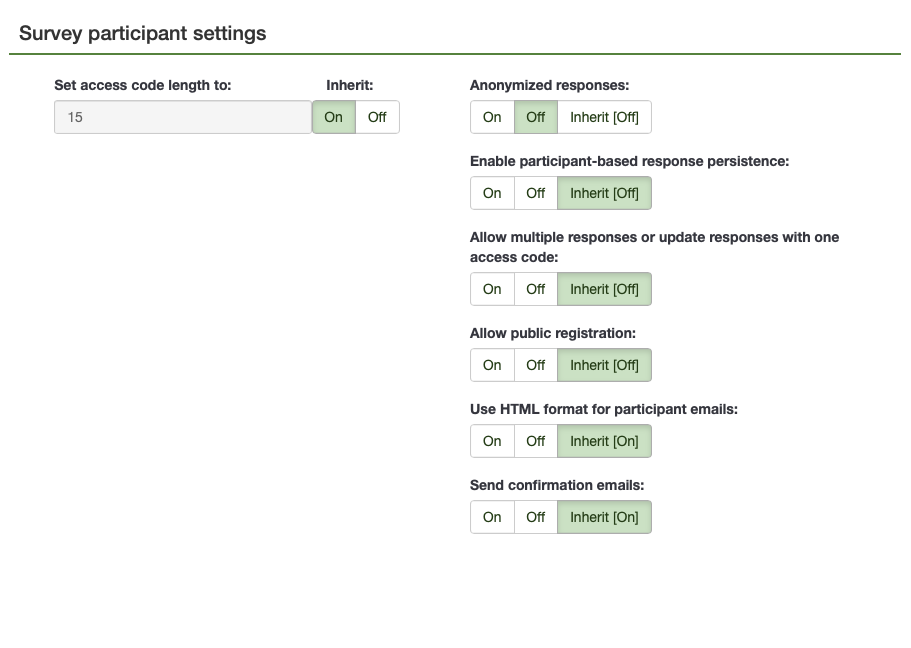 Survey participant settings
Set access code length to: Inherit:
15 On Off
Anonymized responses:
On Off Inherit [Off]
Enable participant-based response persistence:
On Off Inherit [Off]
Allow multiple responses or update responses with one
access code:
On Off Inherit [Off]
Allow public registration:
On Off Inherit [Off]
Use HTML format for participant emails:
On Off Inherit [On]
Send confirmation emails:
On Off Inherit [On]